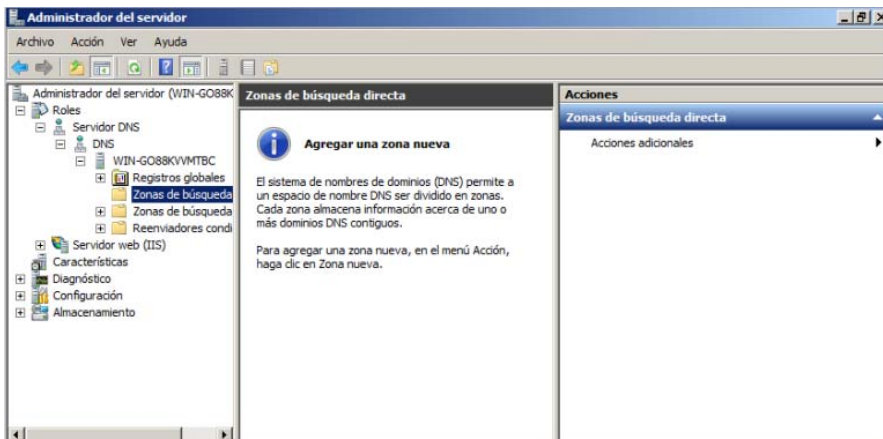 Administrador del servidor
Archivo Acción Ver Ayuda
Administrador del servidor (WIN-GO88K
Roles
Servidor DNS
DNS
WIN-GO88KVVMTBC
Registros globales
Zonas de búsqueda
Zonas de búsqueda
Reenviadores condi
Servidor web (IIS)
Características
Diagnóstico
Configuración
Almacenamiento
Zonas de búsqueda directa
Agregar una zona nueva
El sistema de nombres de dominios (DNS) permite a
un espacio de nombre DNS ser dividido en zonas.
Cada zona almacena información acerca de uno o
más dominios DNS contiguos.
Para agregar una zona nueva, en el menú Acción,
haga clic en Zona nueva.
Acciones
Zonas de búsqueda directa
Acciones adicionales